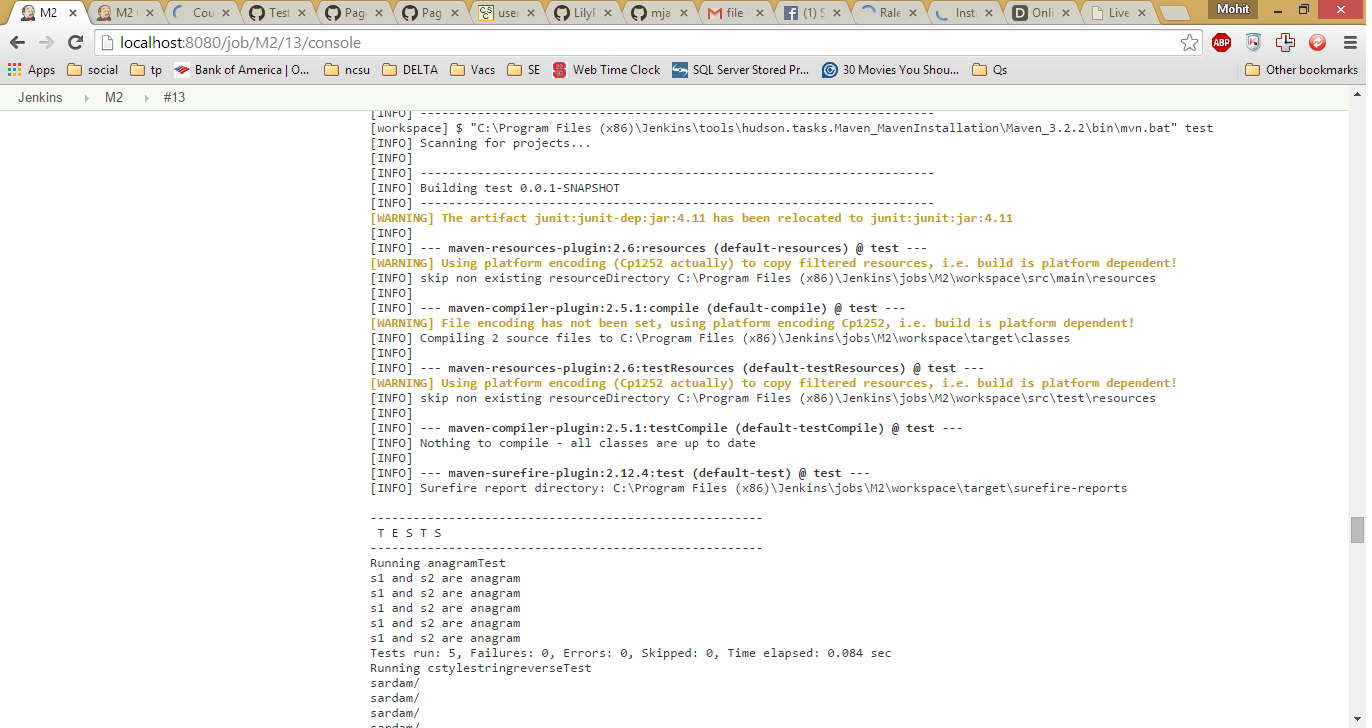 M2
M2
Cou
Test
Page
Pag
user
LilyF
mja
file
(1) S
Rale
Insta
Onli
Live
Mohit
localhost:8080/job/M2/13/console
ABP
Apps
social
tp
Bank of America | O...
ncsu
DELTA
Vacs
SE
Web Time Clock
SQL Server Stored Pr...
30 Movies You Shou...
Qs
Other bookmarks
Jenkins
M2
#13
[INFO] ------------------------------------------------------------------------
[workspace] $ "C:\Program Files (x86)\Jenkins\tools\hudson.tasks.Maven_MavenInstallation\Maven_3.2.2\bin\mvn.bat" test
[INFO] Scanning for projects...
[INFO]
[INFO] ------------------------------------------------------------------------
[INFO] Building test 0.0.1-SNAPSHOT
[INFO] ------------------------------------------------------------------------
[WARNING] The artifact junit:junit-dep:jar:4.11 has been relocated to junit:junit:jar:4.11
[INFO]
[INFO] --- maven-resources-plugin:2.6:resources (default-resources) @ test ---
[WARNING] Using platform encoding (Cp1252 actually) to copy filtered resources, i.e. build is platform dependent!
[INFO] skip non existing resourceDirectory C:\Program Files (x86)\Jenkins\jobs\M2\workspace\src\main\resources
[INFO]
[INFO] --- maven-compiler-plugin:2.5.1:compile (default-compile) @ test ---
[WARNING] File encoding has not been set, using platform encoding Cp1252, i.e. build is platform dependent!
[INFO] Compiling 2 source files to C:\Program Files (x86)\Jenkins\jobs\M2\workspace\target\classes
[INFO]
[INFO] --- maven-resources-plugin:2.6:testResources (default-testResources) @ test ---
[WARNING] Using platform encoding (Cp1252 actually) to copy filtered resources, i.e. build is platform dependent!
[INFO] skip non existing resourceDirectory C:\Program Files (x86)\Jenkins\jobs\M2\workspace\src\test\resources
[INFO]
[INFO] --- maven-compiler-plugin:2.5.1:testCompile (default-testCompile) @ test ---
[INFO] Nothing to compile - all classes are up to date
[INFO]
[INFO] --- maven-surefire-plugin:2.12.4:test (default-test) @ test ---
[INFO] Surefire report directory: C:\Program Files (x86)\Jenkins\jobs\M2\workspace\target\surefire-reports
-------------------------------------------------------
T E S T S
-------------------------------------------------------
Running anagramTest
s1 and s2 are anagram
s1 and s2 are anagram
s1 and s2 are anagram
s1 and s2 are anagram
s1 and s2 are anagram
Tests run: 5, Failures: 0, Errors: 0, Skipped: 0, Time elapsed: 0.084 sec
Running cstylestringreverseTest
sardam/
sardam/
sardam/
sardam/